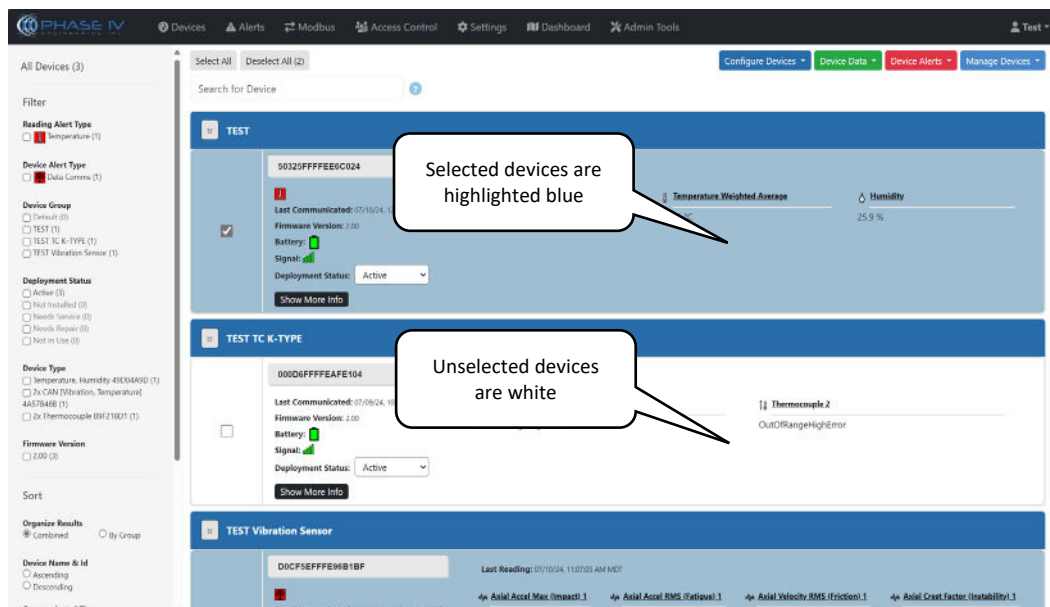 PHASE IV
Devices
Alerts
Modbus
Access Control
Settings
Dashboard
Admin Tools
Test
All Devices (3)
Filter
Reading Alert Type
Temperature (1)
Device Alert Type
Data Comms (1)
Device Group
Default (0)
TEST (1)
TEST TC K-TYPE (1)
TEST Vibration Sensor (1)
Deployment Status
Active (3)
Not Installed (0)
Needs Service (0)
Needs Repair (0)
Not in Use (0)
Device Type
Temperature, Humidity 49D04A9D (1)
2x CAN [Vibration, Temperature]
4A57B48B (1)
2x Thermocouple B9F218D1 (1)
Firmware Version
2.00 (3)
Sort
Organize Results
Combined By Group
Device Name & Id
Ascending
Descending
Select All Deselect All (2)
Configure Devices
Device Data
Device Alerts
Manage Devices
Search for Device
TEST
50325FFFFEE6C024
Last Communicated: 07/10/24,
Firmware Version: 2.00
Battery:
Signal:
Deployment Status: Active
Show More Info
Selected devices are
highlighted blue
Temperature Weighted Average
°C
Humidity
25.9 %
TEST TC K-TYPE
000D6FFFFEAFE104
Last Communicated: 07/09/24,
Firmware Version: 2.00
Battery:
Signal:
Deployment Status: Active
Show More Info
Unselected devices
are white
Thermocouple 2
OutOfRangeHighError
TEST Vibration Sensor
D0CF5EFFFE96B1BF
Last Reading: 07/10/24, 11:07:05 AM MDT
Axial Accel Max (Impact) 1
Axial Accel RMS (Fatigue) 1
Axial Velocity RMS (Friction) 1
Axial Crest Factor (Instability) 1